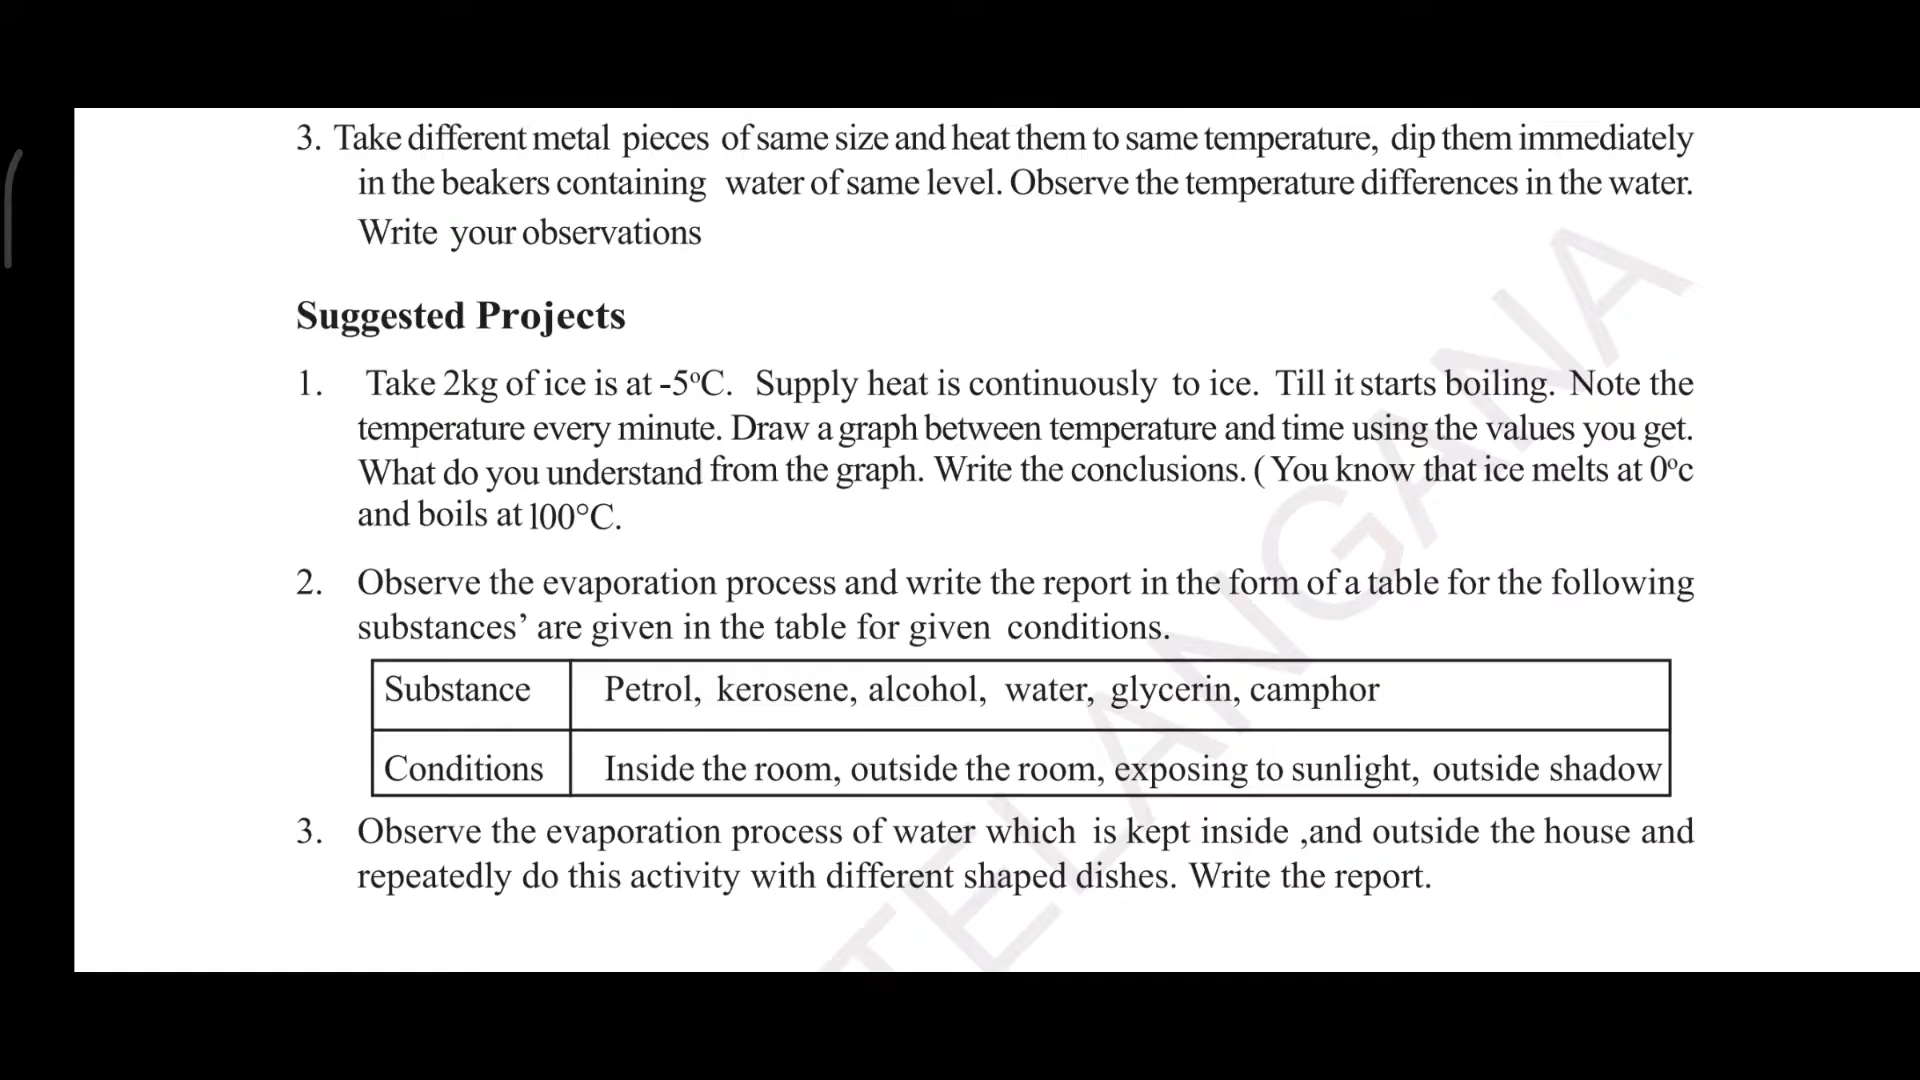 3. Take different metal pieces of same size and heat them to same temperature, dip them immediately
in the beakers containing water of same level. Observe the temperature differences in the water.
Write your observations
Suggested Projects
1. Take 2kg of ice is at -5ºC. Supply heat is continuously to ice. Till it starts boiling. Note the
temperature every minute. Draw a graph between temperature and time using the values you get.
What do you understand from the graph. Write the conclusions. ( You know that ice melts at 0ºc
and boils at 100°C.
2. Observe the evaporation process and write the report in the form of a table for the following
substances’ are given in the table for given conditions.
Substance Petrol, kerosene, alcohol, water, glycerin, camphor
Conditions Inside the room, outside the room, exposing to sunlight, outside shadow
3. Observe the evaporation process of water which is kept inside ,and outside the house and
repeatedly do this activity with different shaped dishes. Write the report.
TELANGANA